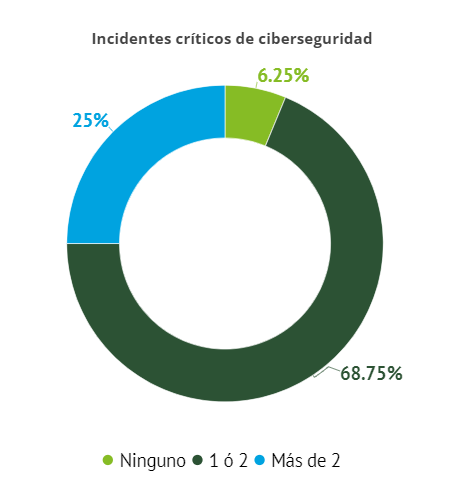 Incidentes críticos de ciberseguridad
6.25%
25%
68.75%
Ninguno 1 ó 2 Más de 2